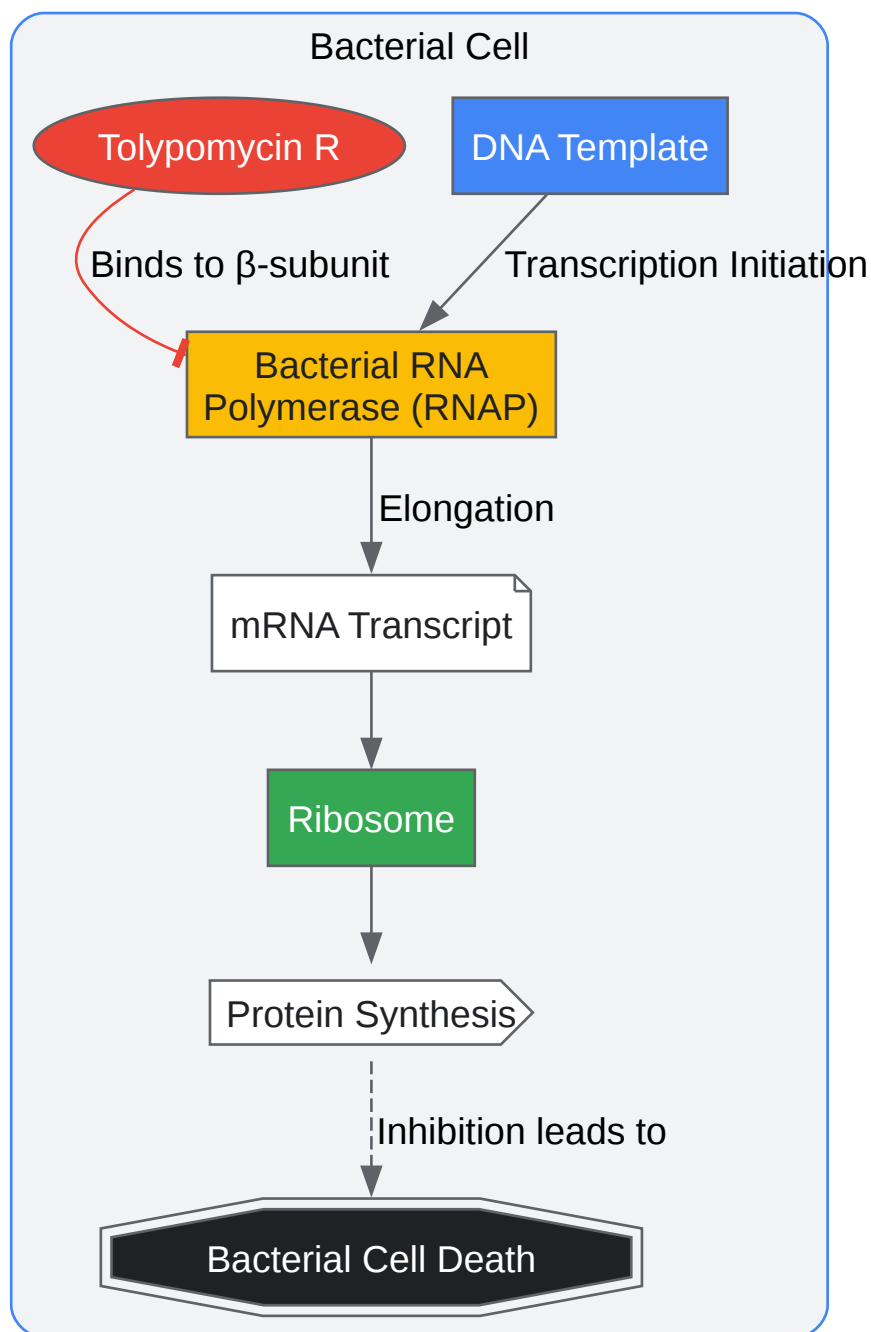 Bacterial Cell
Tolypomycin R
DNA Template
Binds to β-subunit
Transcription Initiation
Bacterial RNA
Polymerase (RNAP)
Elongation
mRNA Transcript
Ribosome
Protein Synthesis
Inhibition leads to
Bacterial Cell Death